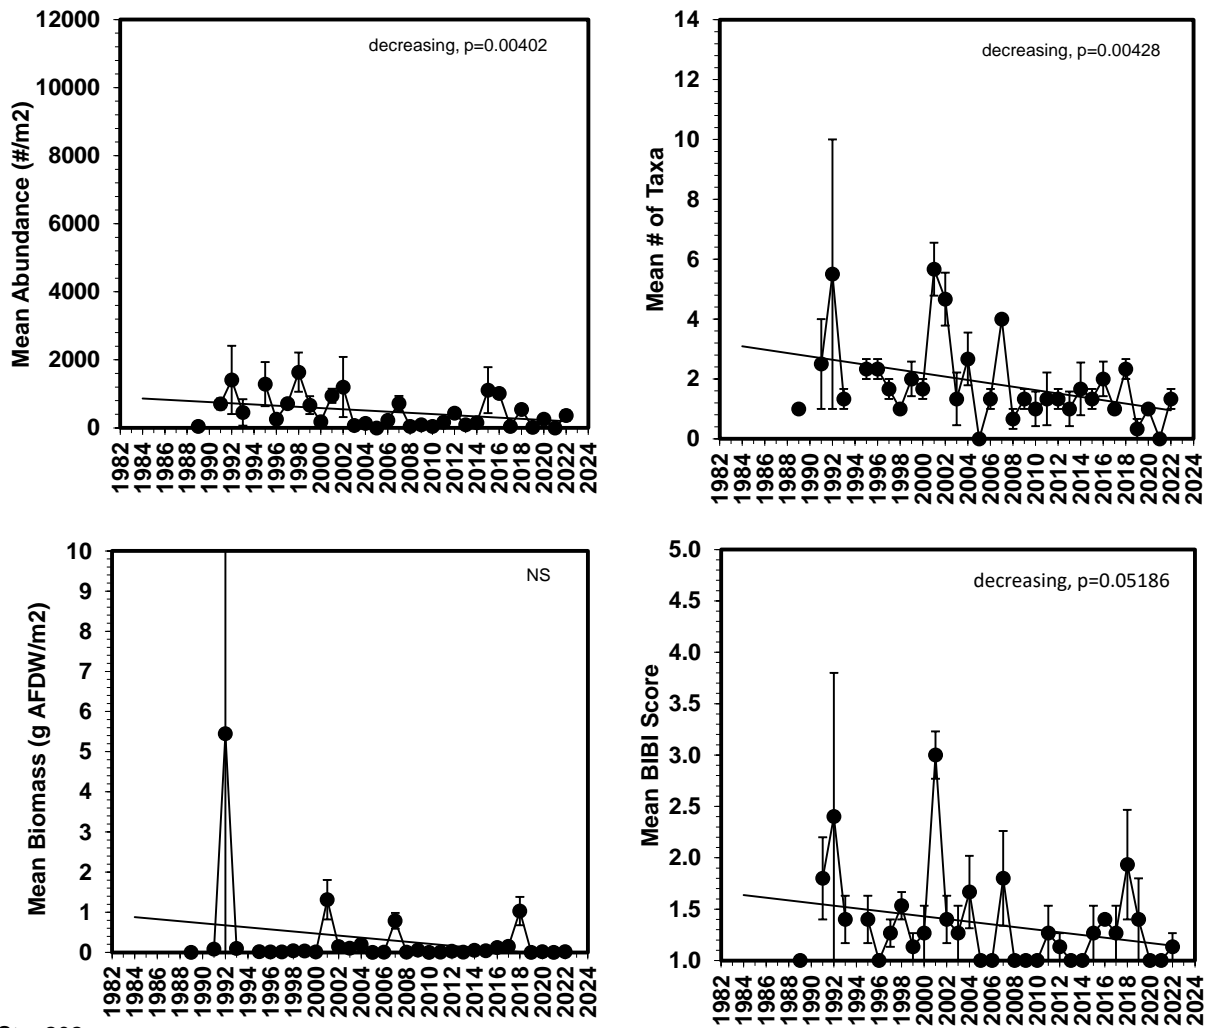 12000
10000
8000
6000
4000
2000
0
Mean Abundance (#/m2)
decreasing, p=0.00402
1982 1984 1986 1988 1990 1992 1994 1996 1998 2000 2002 2004 2006 2008 2010 2012 2014 2016 2018 2020 2022 2024
14
12
10
8
6
4
2
0
Mean # of Taxa
decreasing, p=0.00428
1982 1984 1986 1988 1990 1992 1994 1996 1998 2000 2002 2004 2006 2008 2010 2012 2014 2016 2018 2020 2022 2024
10
9
8
7
6
5
4
3
2
1
0
Mean Biomass (g AFDW/m2)
NS
1982 1984 1986 1988 1990 1992 1994 1996 1998 2000 2002 2004 2006 2008 2010 2012 2014 2016 2018 2020 2022 2024
5.0
4.5
4.0
3.5
3.0
2.5
2.0
1.5
1.0
Mean BIBI Score
decreasing, p=0.05186
1982 1984 1986 1988 1990 1992 1994 1996 1998 2000 2002 2004 2006 2008 2010 2012 2014 2016 2018 2020 2022 2024